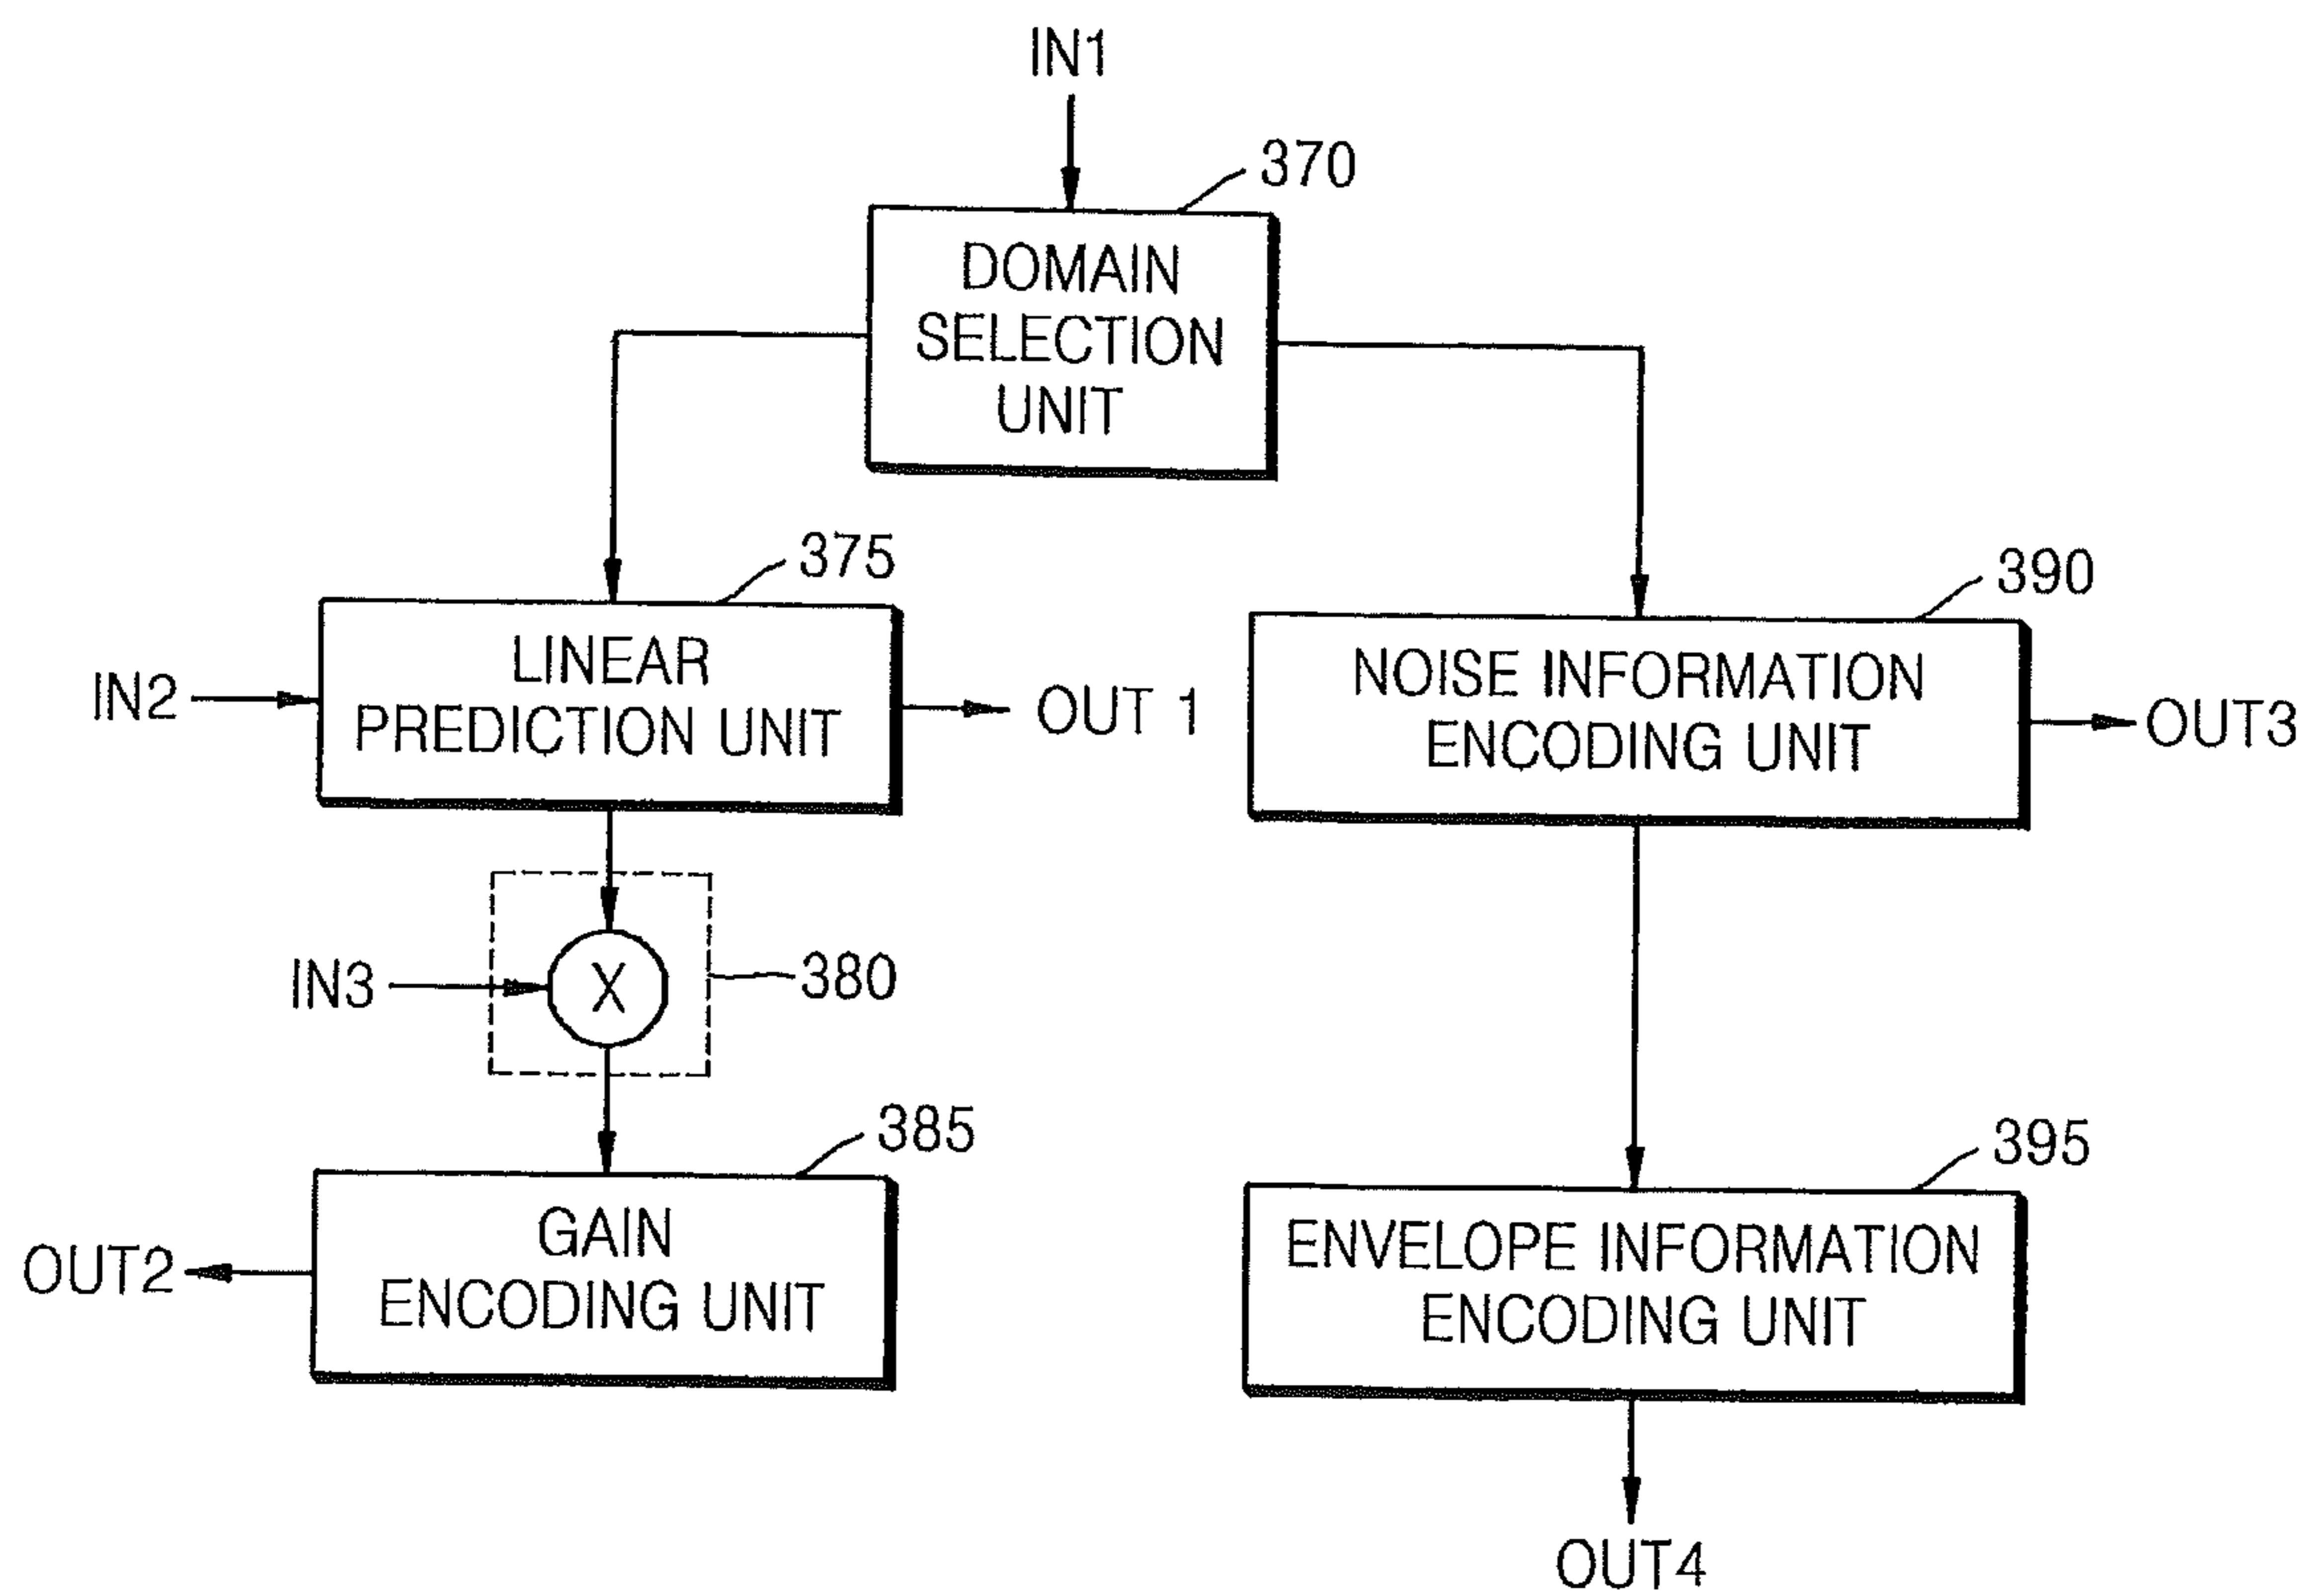 IN1
370
DOMAIN
SELECTION
UNIT
375
390
LINEAR
PREDICTION UNIT
IN2
OUT 1
NOISE INFORMATION
ENCODING UNIT
OUT3
IN3
X
380
385
395
GAIN
ENCODING UNIT
OUT2
ENVELOPE INFORMATION
ENCODING UNIT
OUT4